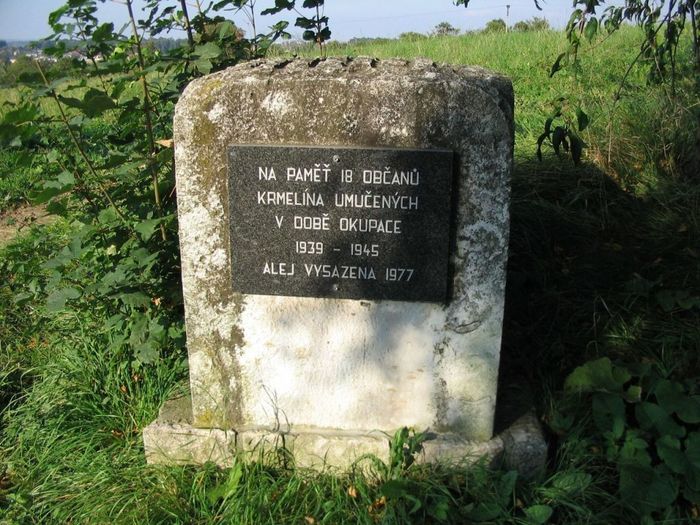 NA PAMĚŤ 18 OBČANŮ
KRMELÍNA UMUČENÝCH
V DOBĚ OKUPACE
1939 - 1945
ALEJ VYSAZENA 1977